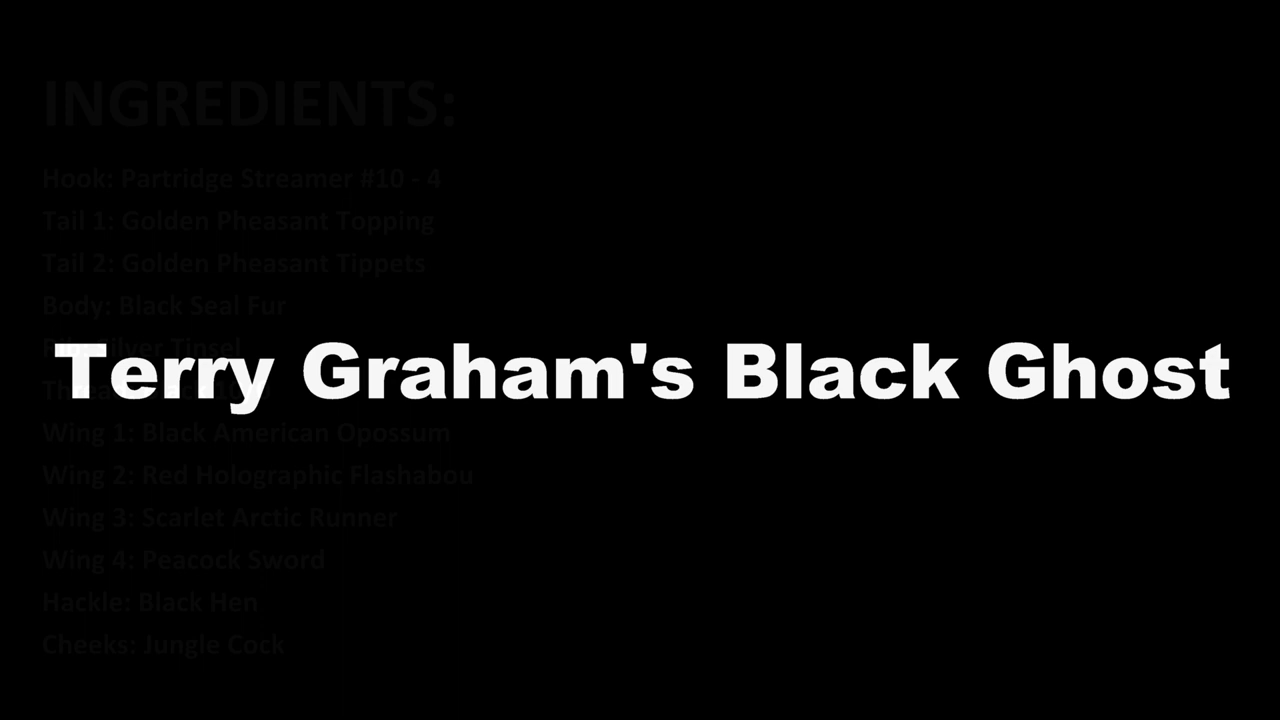 INGREDIENTS:
Hook: Partridge Streamer #10 - 4
Tail 1: Golden Pheasant Topping
Tail 2: Golden Pheasant Tippets
Body: Black Seal Fur
Silver Tinsel
Terry Graham's Black Ghost
Wing 1: Black American Opossum
Wing 2: Red Holographic Flashabou
Wing 3: Scarlet Arctic Runner
Wing 4: Peacock Sword
Hackle: Black Hen
Cheeks: Jungle Cock